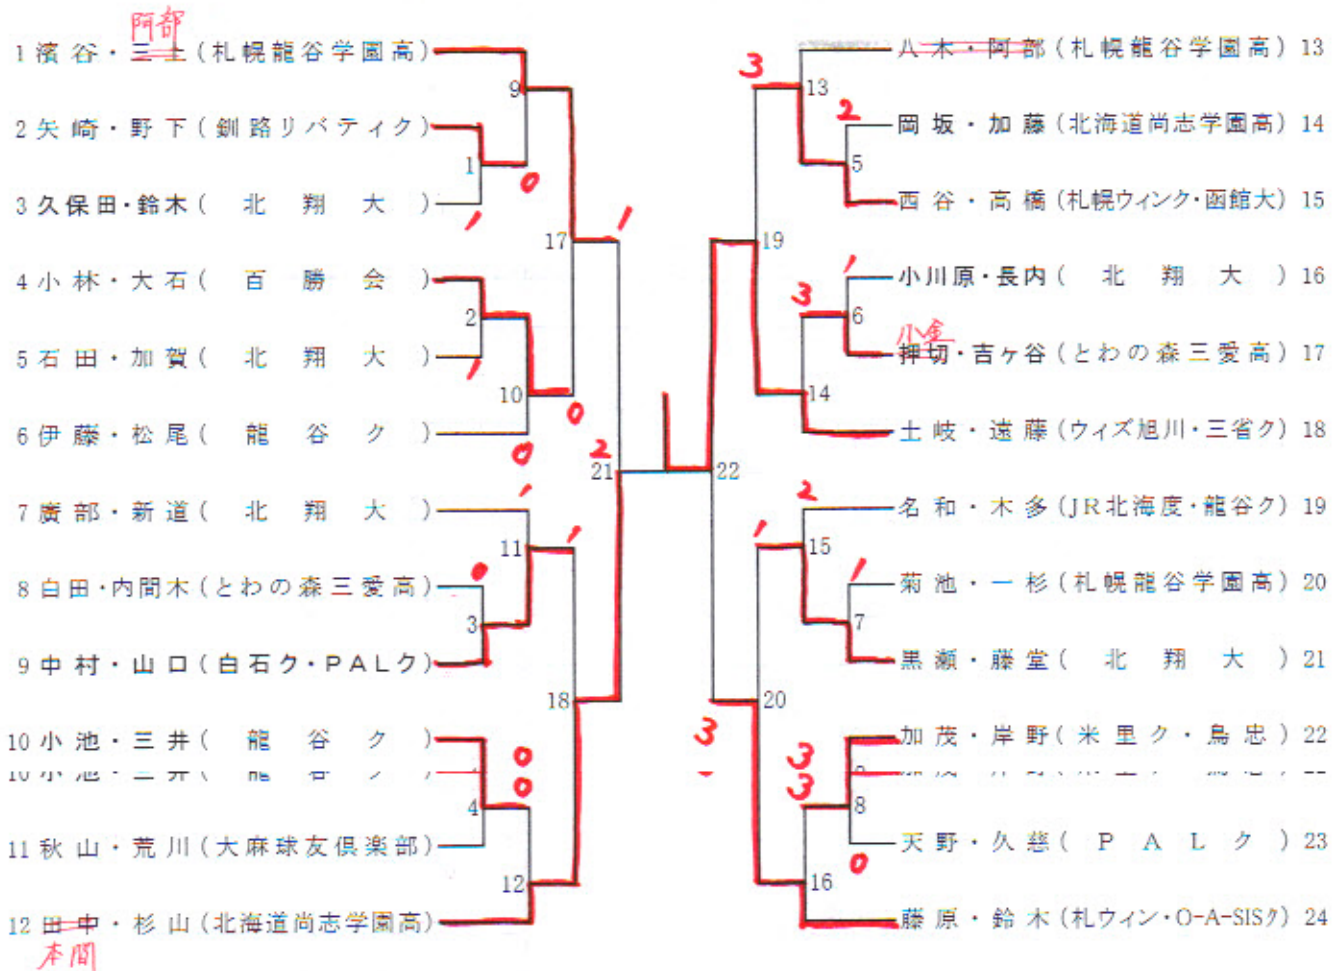 阿部
1 濱谷・三上(札幌龍谷学園高)
2 矢崎・野下(釧路リバティク)
3 久保田・鈴木(北翔大)
4 小林・大石(百勝会)
5 石田・加賀(北翔大)
6 伊藤・松尾(龍谷ク)
7 廣部・新道(北翔大)
8 白田・内間木(とわの森三愛高)
9 中村・山口(白石ク・PALク)
10 小池・三井(龍谷ク)
10 小池・三井(龍谷ク)
11 秋山・荒川(大麻球友倶楽部)
12 田中・杉山(北海道尚志学園高)
本間
9
1
0
1
17
1
2
1
10
0
0
2
21
1
11
1
0
3
18
0
0
4
12
22
八木・阿部(札幌龍谷学園高) 13
岡坂・加藤(北海道尚志学園高) 14
西谷・高橋(札幌ウィンク・函館大) 15
小川原・長内(北翔大) 16
小金
押切・吉ヶ谷(とわの森三愛高) 17
土岐・遠藤(ウィズ旭川・三省ク) 18
名和・木多(JR北海度・龍谷ク) 19
菊池・一杉(札幌龍谷学園高) 20
黒瀬・藤堂(北翔大) 21
加茂・岸野(米里ク・鳥忠) 22
天野・久慈(PALク) 23
藤原・鈴木(札ウィン・O-A-SISク) 24
3
13
2
5
19
1
3
6
14
2
1
15
1
7
20
3
3
3
8
0
16